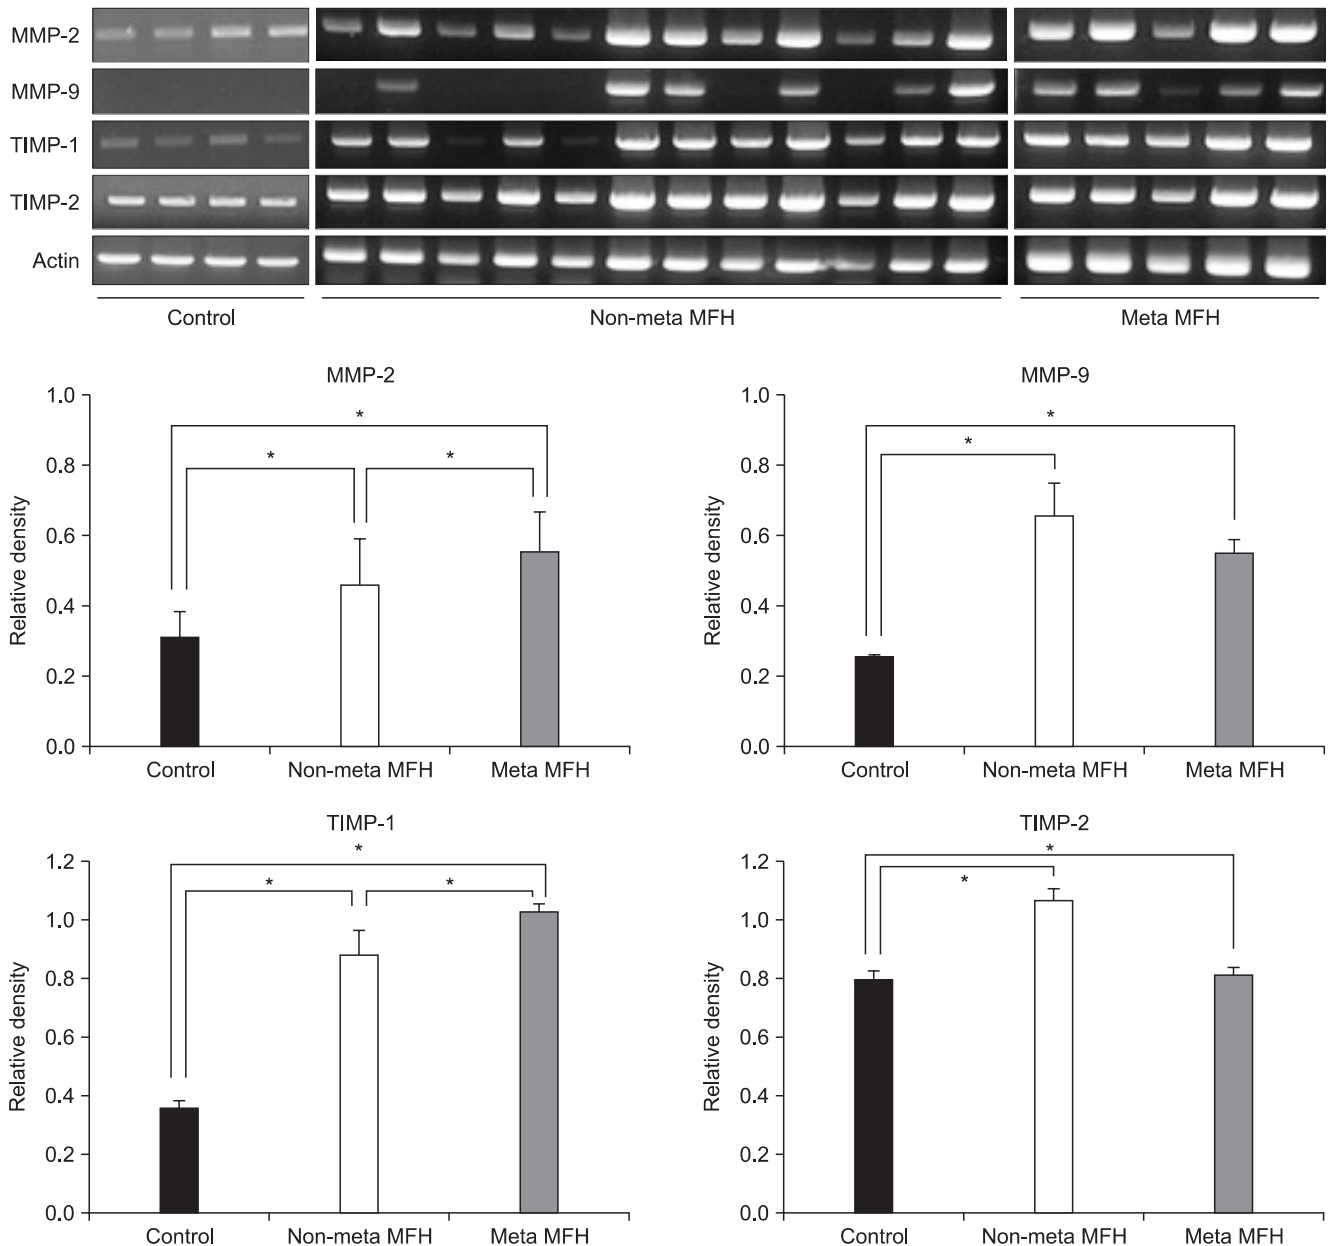 MMP-2
MMP-9
TIMP-1
TIMP-2
Actin
Control Non-meta MFH Meta MFH
MMP-2
1.0
0.8
0.6
0.4
0.2
0.0
Relative density
* * *
Control Non-meta MFH Meta MFH
MMP-9
1.0
0.8
0.6
0.4
0.2
0.0
Relative density
* *
Control Non-meta MFH Meta MFH
TIMP-1
1.2
1.0
0.8
0.6
0.4
0.2
0.0
Relative density
* * *
Control Non-meta MFH Meta MFH
TIMP-2
1.2
1.0
0.8
0.6
0.4
0.2
0.0
Relative density
* *
Control Non-meta MFH Meta MFH